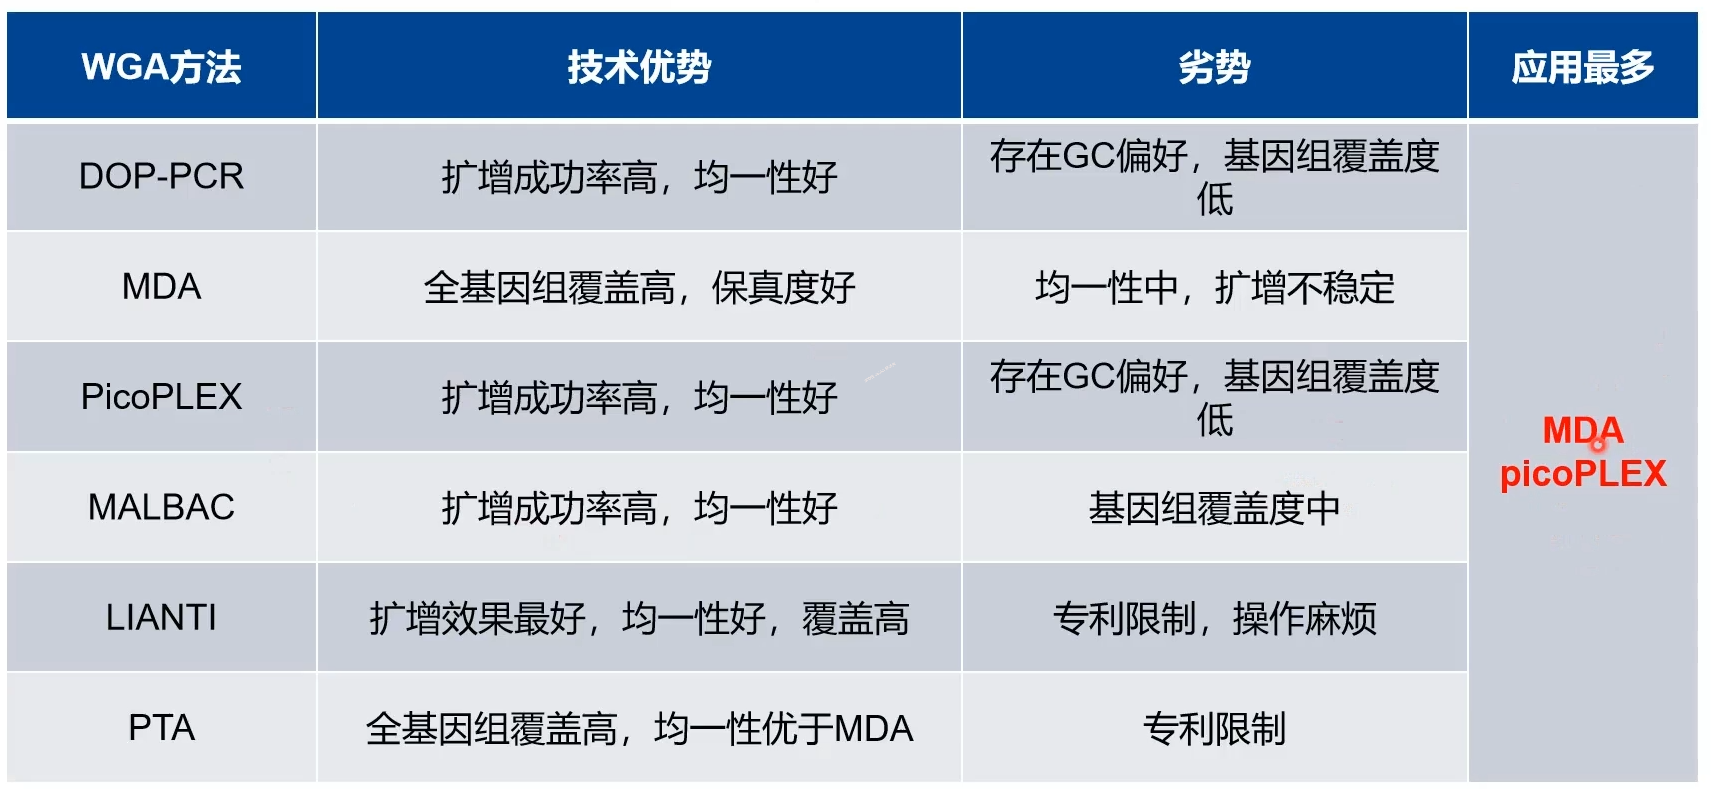 WGA方法
技术优势
劣势
应用最多
DOP-PCR
扩增成功率高，均一性好
存在GC偏好，基因组覆盖度
低
MDA
全基因组覆盖高，保真度好
均一性中，扩增不稳定
PicoPLEX
扩增成功率高，均一性好
存在GC偏好，基因组覆盖度
低
MALBAC
扩增成功率高，均一性好
基因组覆盖度中
LIANTI
扩增效果最好，均一性好，覆盖高
专利限制，操作麻烦
PTA
全基因组覆盖高，均一性优于MDA
专利限制
MDA
picoPLEX